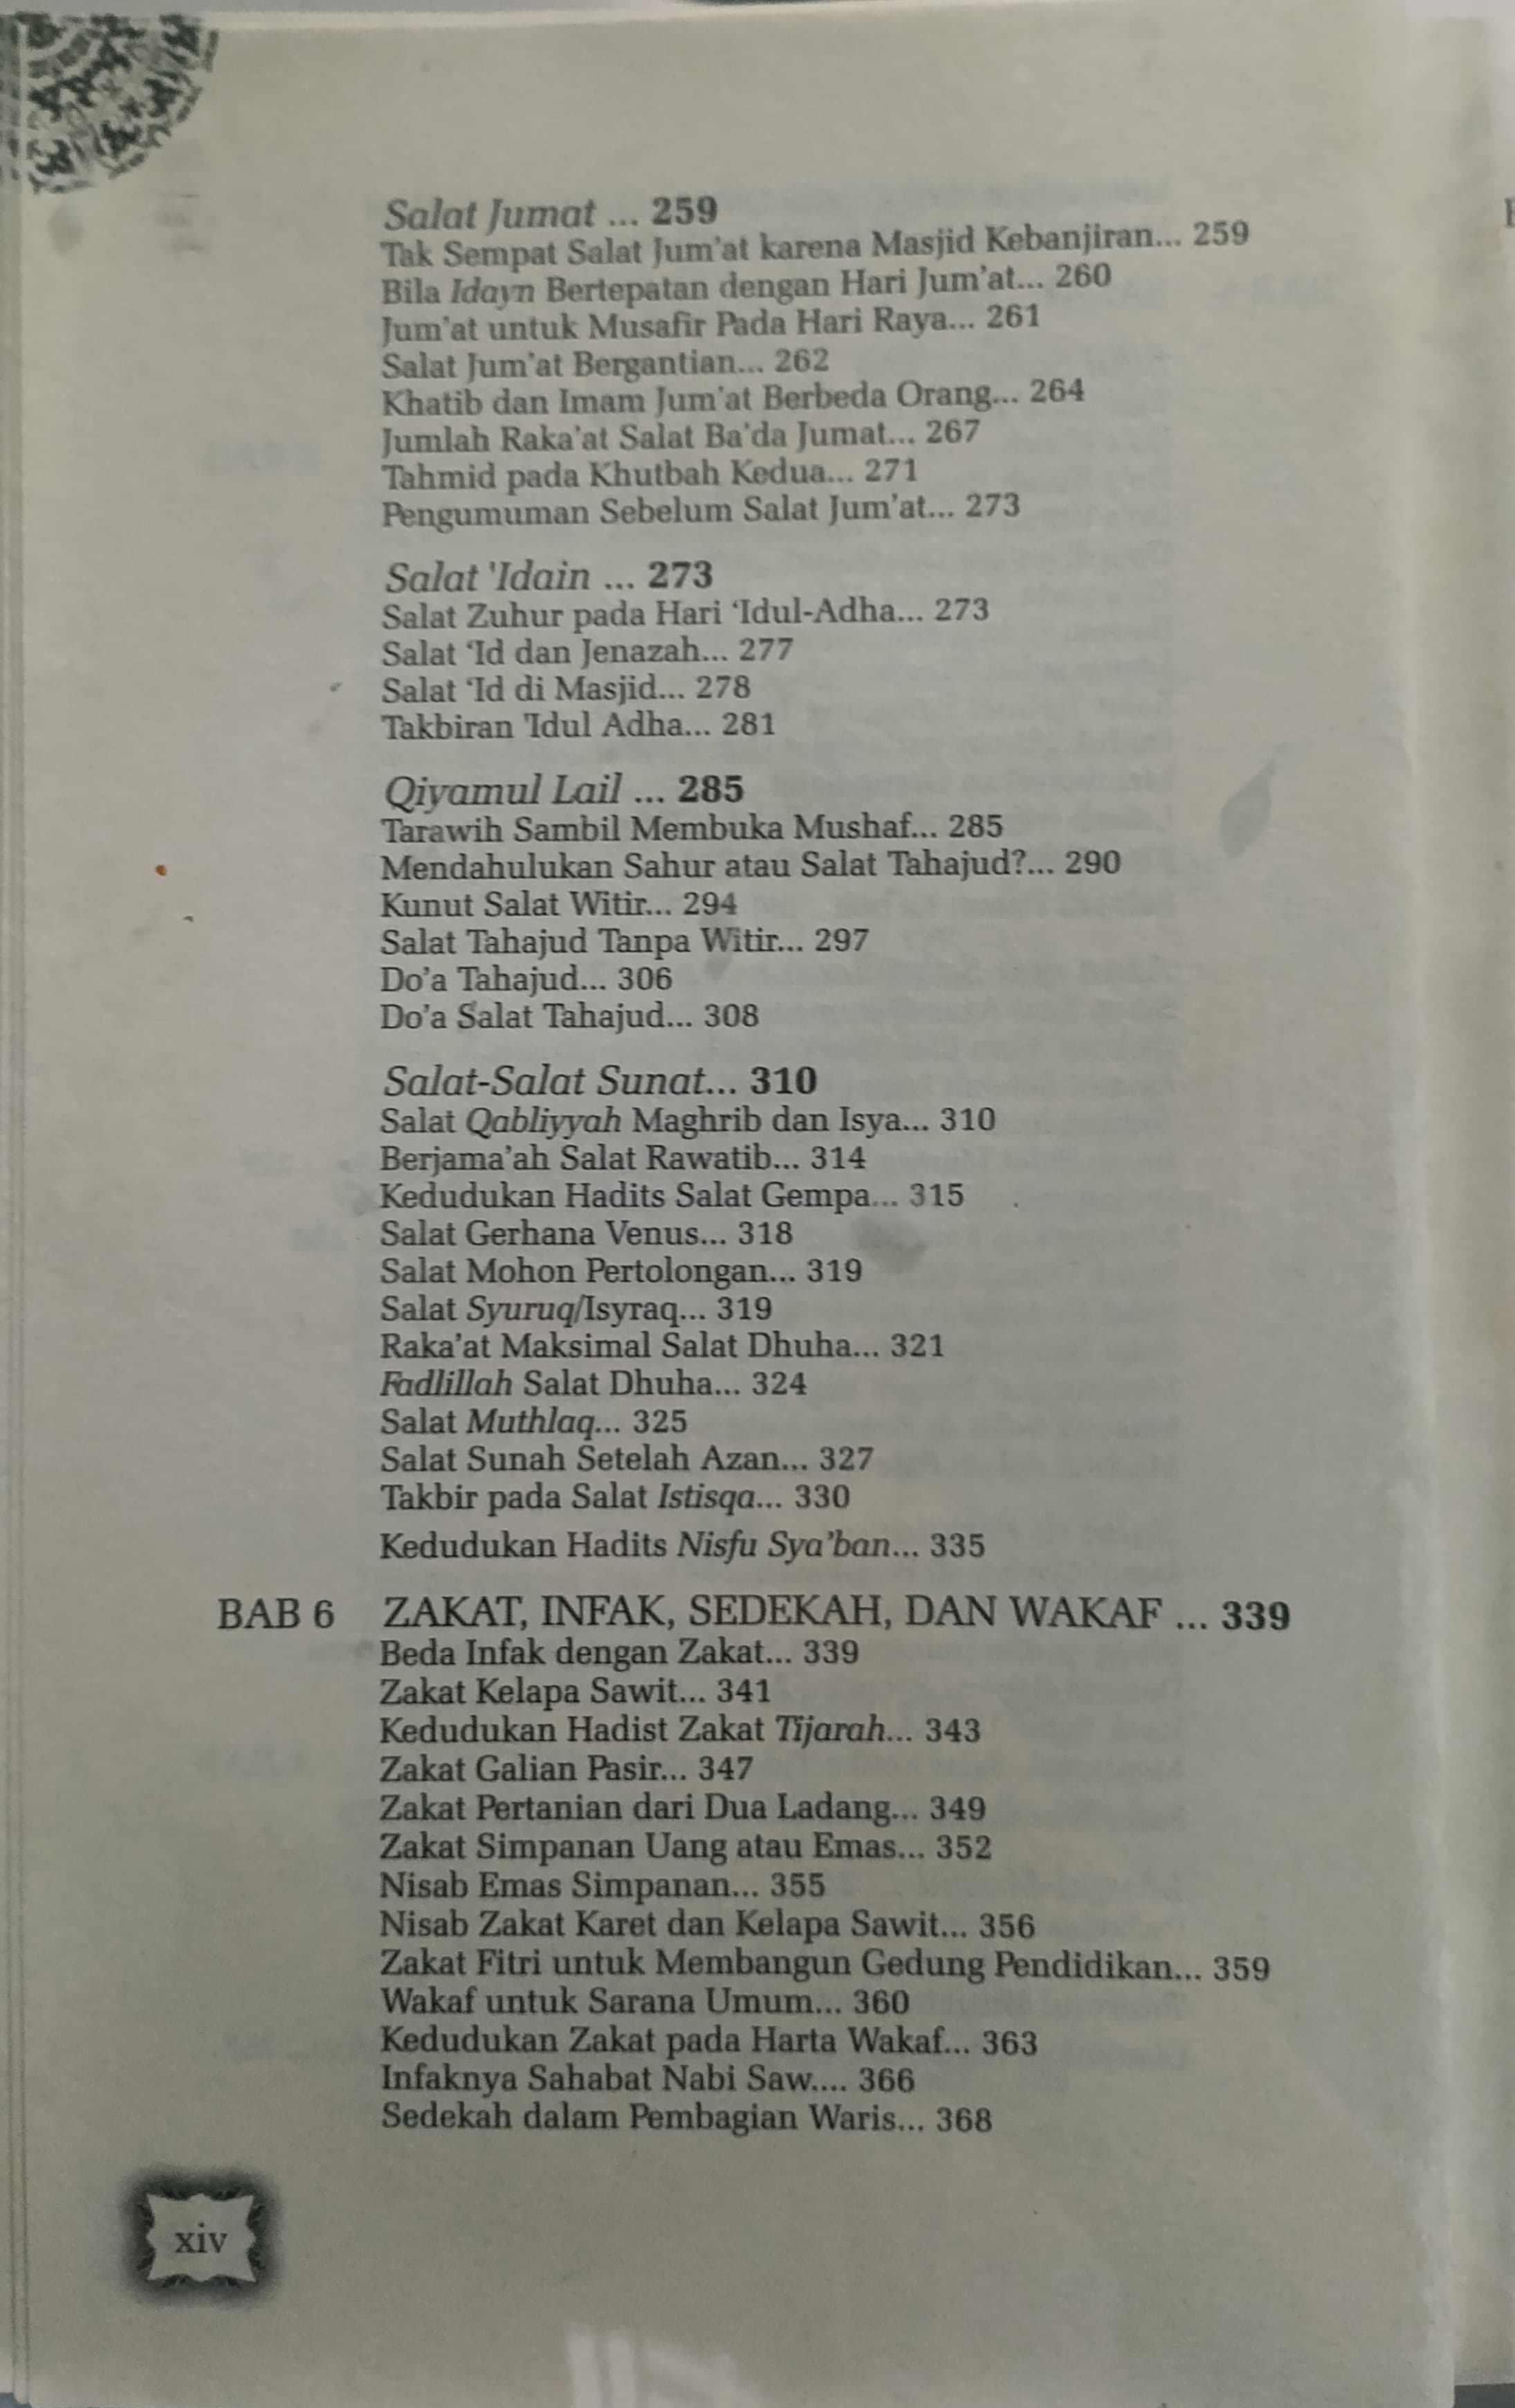 Salat Jumat ... 259
Tak Sempat Salat Jum'at karena Masjid Kebanjiran... 259
Bila Idayn Bertepatan dengan Hari Jum'at... 260
Jum'at untuk Musafir Pada Hari Raya... 261
Salat Jum'at Bergantian... 262
Khatib dan Imam Jum'at Berbeda Orang... 264
Jumlah Raka'at Salat Ba'da Jumat... 267
Tahmid pada Khutbah Kedua... 271
Pengumuman Sebelum Salat Jum'at... 273
Salat 'Idain ... 273
Salat Zuhur pada Hari 'Idul-Adha... 273
Salat 'Id dan Jenazah... 277
Salat 'Id di Masjid... 278
Takbiran 'Idul Adha... 281
Qiyamul Lail ... 285
Tarawih Sambil Membuka Mushaf... 285
Mendahulukan Sahur atau Salat Tahajud?... 290
Kunut Salat Witir... 294
Salat Tahajud Tanpa Witir... 297
Do'a Tahajud... 306
Do'a Salat Tahajud... 308
Salat-Salat Sunat... 310
Salat Qabliyyah Maghrib dan Isya... 310
Berjama'ah Salat Rawatib... 314
Kedudukan Hadits Salat Gempa... 315
Salat Gerhana Venus... 318
Salat Mohon Pertolongan... 319
Salat Syuruq/Isyraq... 319
Raka'at Maksimal Salat Dhuha... 321
Fadlillah Salat Dhuha... 324
Salat Muthlaq... 325
Salat Sunah Setelah Azan... 327
Takbir pada Salat Istisqa... 330
Kedudukan Hadits Nisfu Sya'ban... 335
BAB 6 ZAKAT, INFAK, SEDEKAH, DAN WAKAF ... 339
Beda Infak dengan Zakat... 339
Zakat Kelapa Sawit... 341
Kedudukan Hadist Zakat Tijarah... 343
Zakat Galian Pasir... 347
Zakat Pertanian dari Dua Ladang... 349
Zakat Simpanan Uang atau Emas... 352
Nisab Emas Simpanan... 355
Nisab Zakat Karet dan Kelapa Sawit... 356
Zakat Fitri untuk Membangun Gedung Pendidikan... 359
Wakaf untuk Sarana Umum... 360
Kedudukan Zakat pada Harta Wakaf... 363
Infaknya Sahabat Nabi Saw.... 366
Sedekah dalam Pembagian Waris... 368
xiv